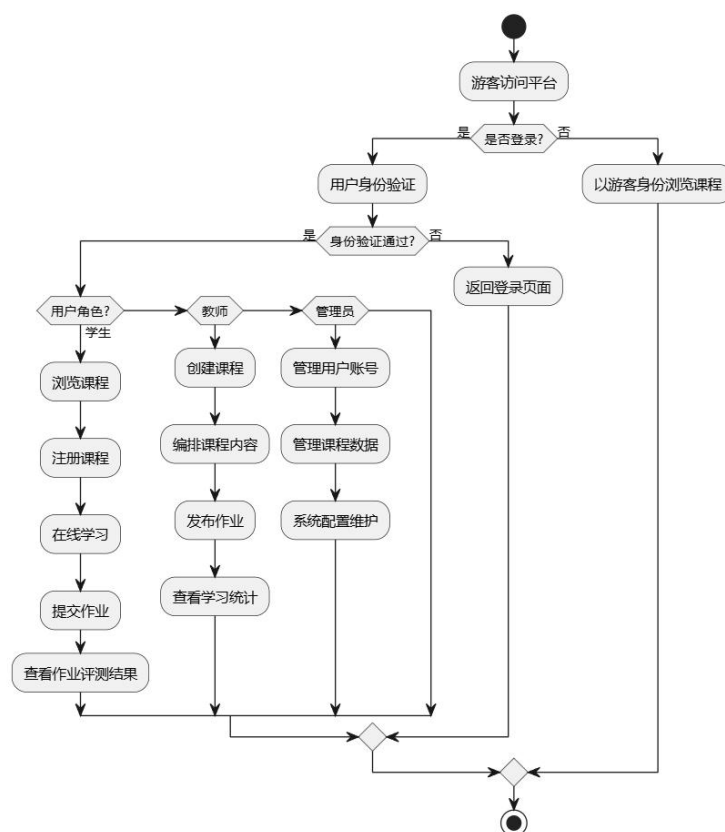 游客访问平台
是
是否登录?
否
用户身份验证
以游客身份浏览课程
是
身份验证通过?
否
返回登录页面
用户角色?
教师
管理员
学生
浏览课程
创建课程
管理用户账号
注册课程
编排课程内容
管理课程数据
在线学习
发布作业
系统配置维护
提交作业
查看学习统计
查看作业评测结果